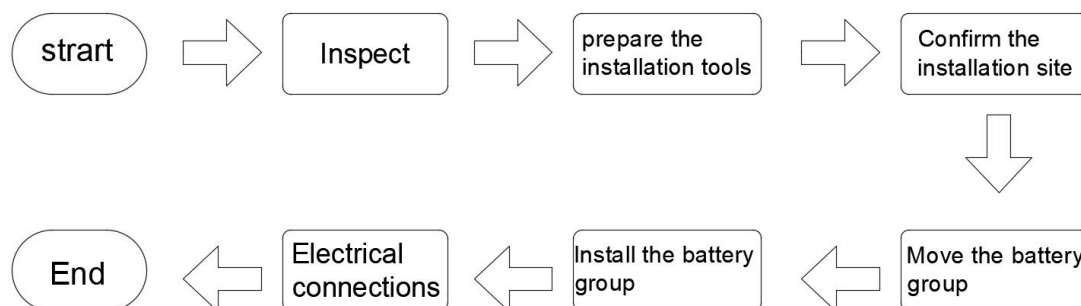 strart
Inspect
prepare the
installation tools
Confirm the
installation site
Move the battery
group
Install the battery
group
Electrical
connections
End